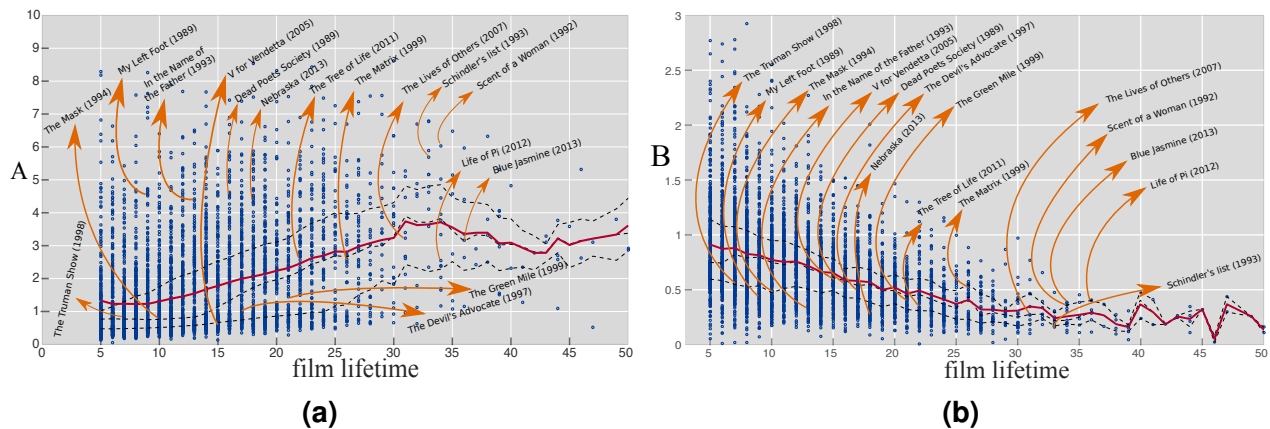 10
9
8
7
6
5
4
3
2
1
0
A
0
5
10
15
20
25
30
35
40
45
50
film lifetime
The Mask (1994)
My Left Foot (1989)
In the Name of
the Father (1993)
V for Vendetta (2005)
Dead Poets Society (1989)
Nebraska (2013)
The Tree of Life (2011)
The Matrix (1999)
The Lives of Others (2007)
Schindler's list (1993)
Scent of a Woman (1992)
Life of Pi (2012)
Blue Jasmine (2013)
The Truman Show (1998)
The Green Mile (1999)
The Devil's Advocate (1997)
(a)
3
2.5
2
1.5
1
0.5
0
B
5
10
15
20
25
30
35
40
45
50
film lifetime
The Truman Show (1998)
My Left Foot (1989)
The Mask (1994)
In the Name of the Father (1993)
V for Vendetta (2005)
Dead Poets Society (1989)
The Devil's Advocate (1997)
The Green Mile (1999)
Nebraska (2013)
The Tree of Life (2011)
The Matrix (1999)
The Lives of Others (2007)
Scent of a Woman (1992)
Blue Jasmine (2013)
Life of Pi (2012)
Schindler's list (1993)
(b)